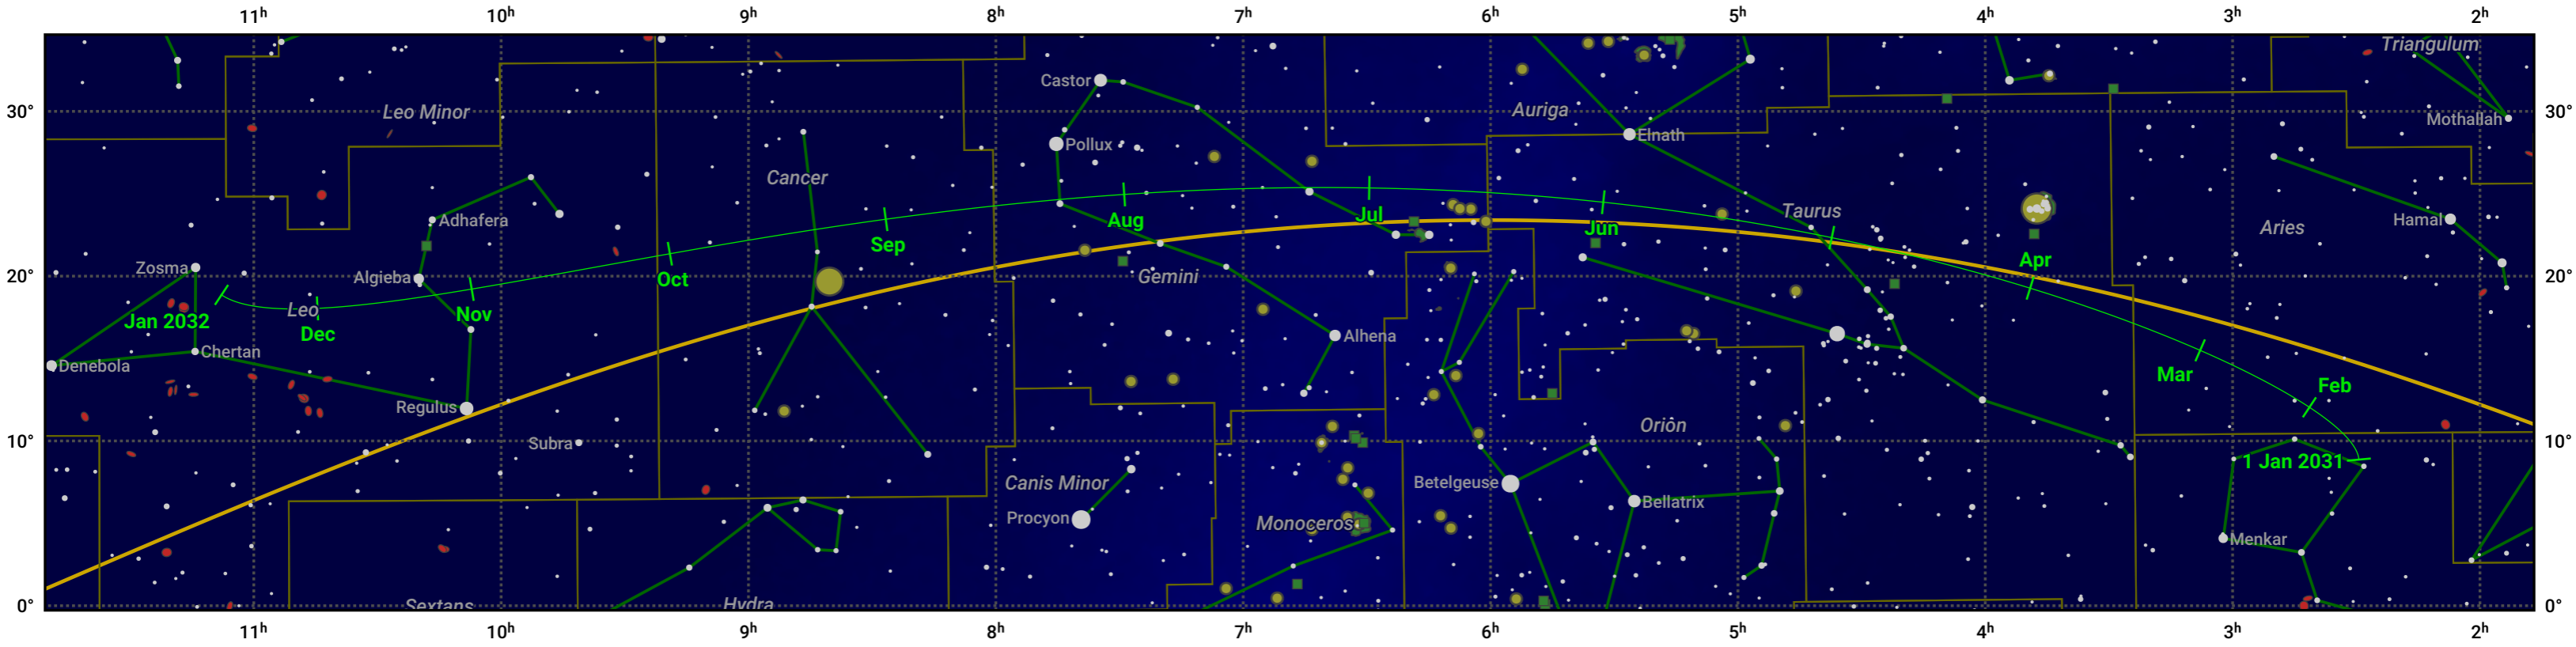 11h 10h 9h 8h 7h 6h 5h 4h 3h 2h
Triangulum
Castor
30° Leo Minor Auriga 30°
Mothallah
Elnath
Pollux
Cancer
Taurus
Adhafera Aug Jul Hamal
Jun Aries
Sep
Apr
Zosma Algieba Oct Gemini
20° 20°
Leo
Jan 2032 Nov
Dec Alhena
Chertan
Denebola Mar Feb
Regulus
Orion
10° Subra 10°
1 Jan 2031
Canis Minor Betelgeuse
Bellatrix
Procyon Monoceros
Menkar
0° Sextans Hydra 0°
11h 10h 9h 8h 7h 6h 5h 4h 3h 2h